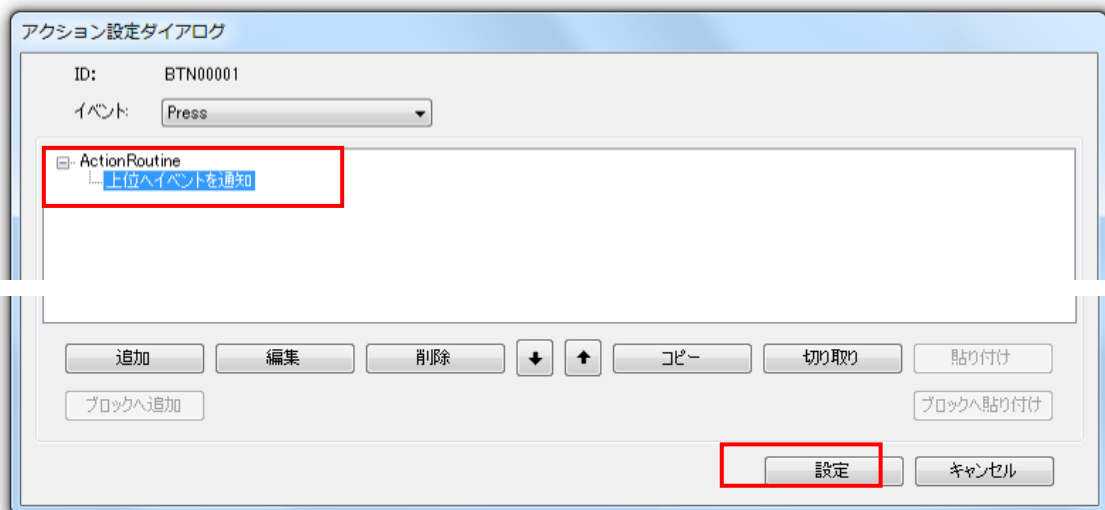 アクション設定ダイアログ
ID: BTN00001
イベント: Press
ActionRoutine
上位へイベントを通知
追加 編集 削除 コピー 切り取り 貼り付け
ブロックへ追加 ブロックへ貼り付け
設定 キャンセル